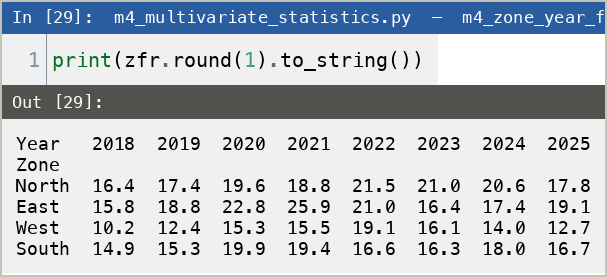 In [29]: m4_multivariate_statistics.py — m4_zone_year_f
1 print(zfr.round(1).to_string())
Out [29]:
Year 2018 2019 2020 2021 2022 2023 2024 2025
Zone
North 16.4 17.4 19.6 18.8 21.5 21.0 20.6 17.8
East 15.8 18.8 22.8 25.9 21.0 16.4 17.4 19.1
West 10.2 12.4 15.3 15.5 19.1 16.1 14.0 12.7
South 14.9 15.3 19.9 19.4 16.6 16.3 18.0 16.7